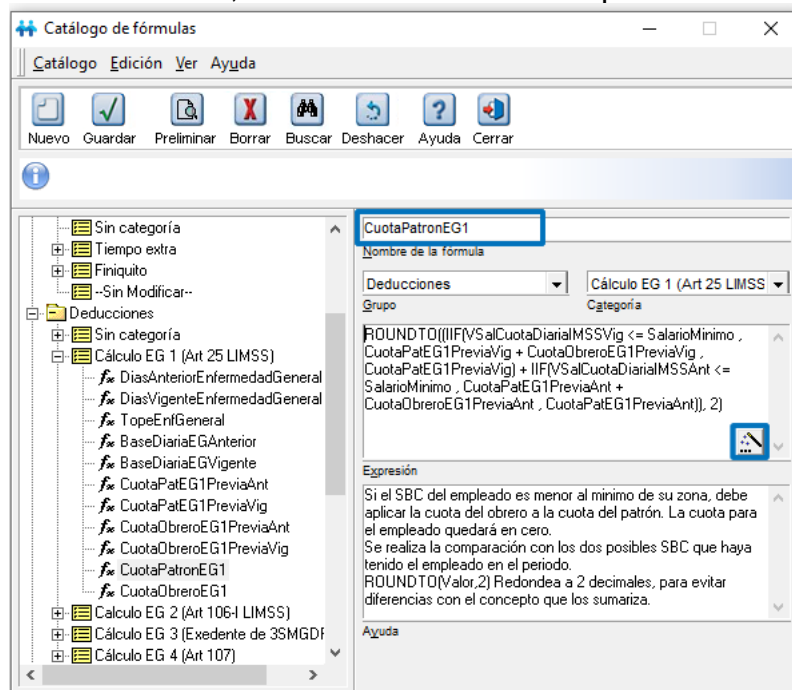 Catálogo de fórmulas
Catálogo Edición Ver Ayuda
Nuevo Guardar Preliminar Borrar Buscar Deshacer Ayuda Cerrar
Sin categoría
Tiempo extra
Finiquito
--Sin Modificar--
Deducciones
Sin categoría
Cálculo EG 1 (Art 25 LIMSS)
DiasAnteriorEnfermedadGeneral
DiasVigenteEnfermedadGeneral
TopeEnfGeneral
BaseDiariaEGAnterior
BaseDiariaEGVigente
CuotaPatEG1PreviaAnt
CuotaPatEG1PreviaVig
CuotaObreroEG1PreviaAnt
CuotaObreroEG1PreviaVig
CuotaPatronEG1
CuotaObreroEG1
Calculo EG 2 (Art 106-I LIMSS)
Cálculo EG 3 (Exedente de 3SMGDF
Cálculo EG 4 (Art 107)
CuotaPatronEG1
Nombre de la fórmula
Deducciones
Cálculo EG 1 (Art 25 LIMSS
Grupo
Categoría
ROUNDTO((IIF(VSalCuotaDiariaIMSSVig <= SalarioMinimo ,
CuotaPatEG1PreviaVig + CuotaObreroEG1PreviaVig ,
CuotaPatEG1PreviaVig) + IIF(VSalCuotaDiariaIMSSAnt <=
SalarioMinimo , CuotaPatEG1PreviaAnt +
CuotaObreroEG1PreviaAnt , CuotaPatEG1PreviaAnt)), 2)
Expresión
Si el SBC del empleado es menor al minimo de su zona, debe
aplicar la cuota del obrero a la cuota del patrón. La cuota para
el empleado quedará en cero.
Se realiza la comparación con los dos posibles SBC que haya
tenido el empleado en el periodo.
ROUNDTO(Valor,2) Redondea a 2 decimales, para evitar
diferencias con el concepto que los sumariza.
Ayuda